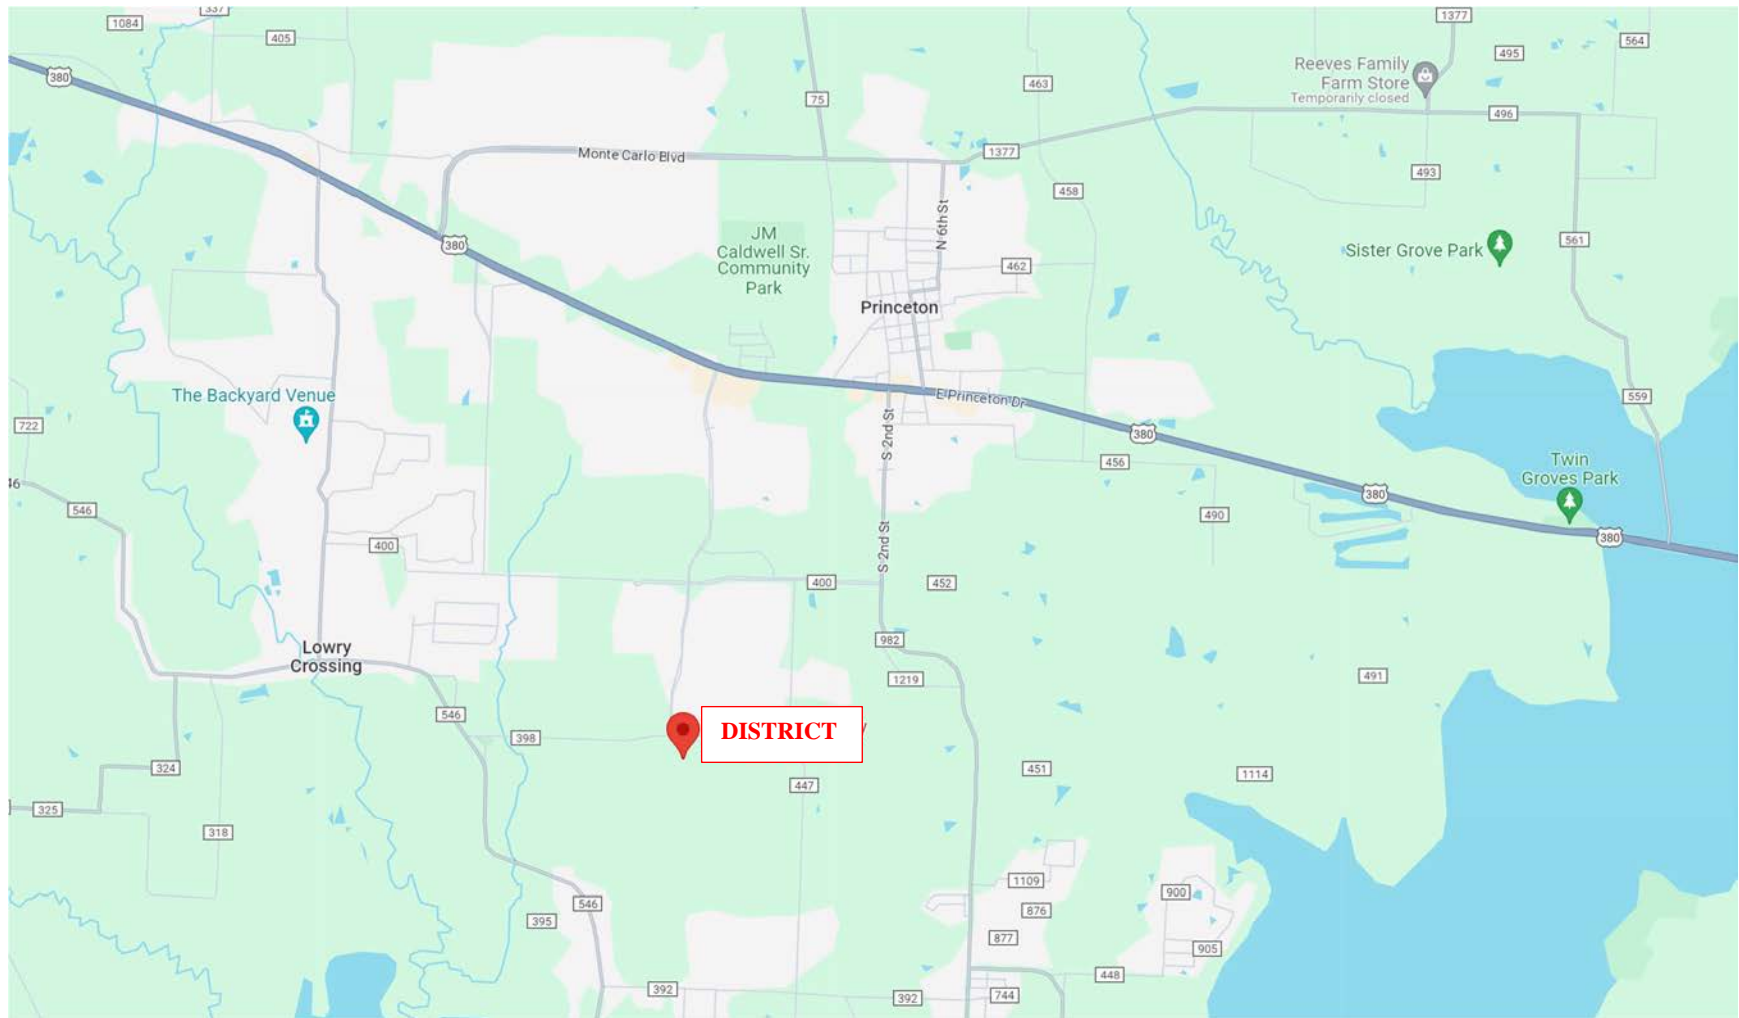 337
1084
1377
405
564
495
380
Reeves Family
Farm Store
Temporarily closed
463
75
496
Monte Carlo Blvd
1377
493
458
N 6th St
JM
Caldwell Sr.
Community
Park
380
561
Sister Grove Park
462
Princeton
The Backyard Venue
E Princeton Dr
559
722
S 2nd St
380
456
Twin
Groves Park
46
380
546
490
S 2nd St
380
400
400
452
982
Lowry
Crossing
1219
491
546
DISTRICT
398
324
451
1114
447
325
318
1109
900
546
395
876
877
905
448
392
392
744